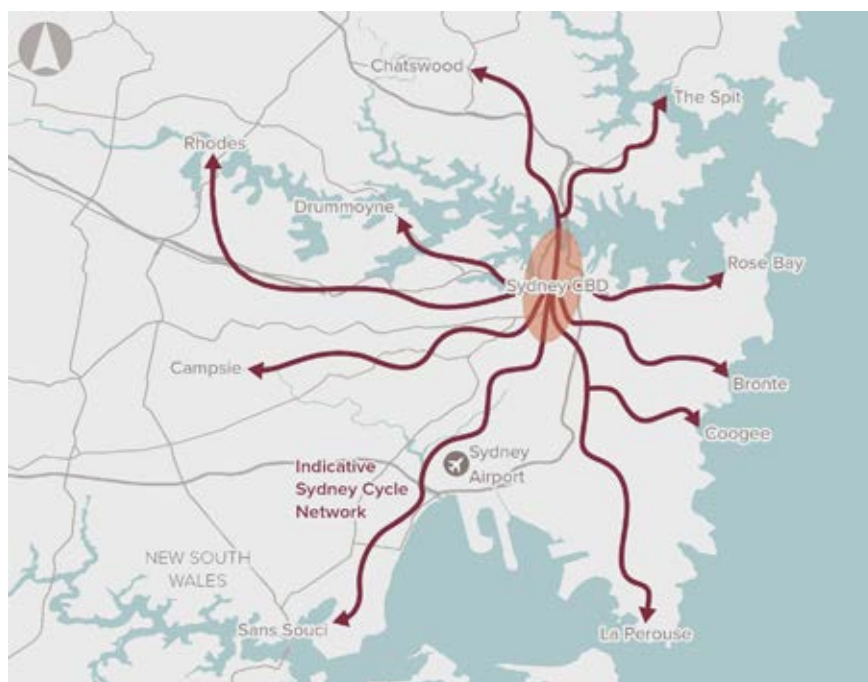 Chatswood
The Spit
Rhodes
Drummoyne
Rose Bay
Sydney CBD
Campsie
Bronte
Coogee
Sydney
Airport
Indicative
Sydney Cycle
Network
NEW SOUTH
WALES
Sans Souci
La Perouse